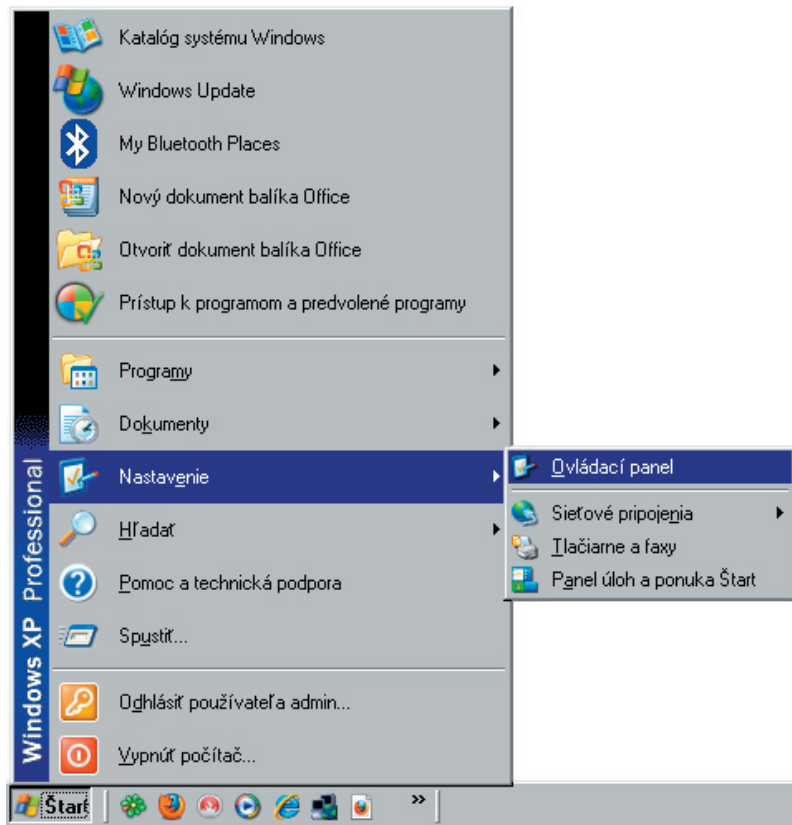 Katalóg systému Windows
Windows Update
My Bluetooth Places
Nový dokument balíka Office
Otvoriť dokument balíka Office
Prístup k programom a predvolené programy
Programy
Dokumenty
Nastavenie
Hľadať
Pomoc a technická podpora
Spustiť...
Odhlásiť používateľa admin...
Vypnúť počítač...
Ovládací panel
Sieťové pripojenia
Tlačiarne a faxy
Panel úloh a ponuka Štart
Windows XP Professional
Štart
»